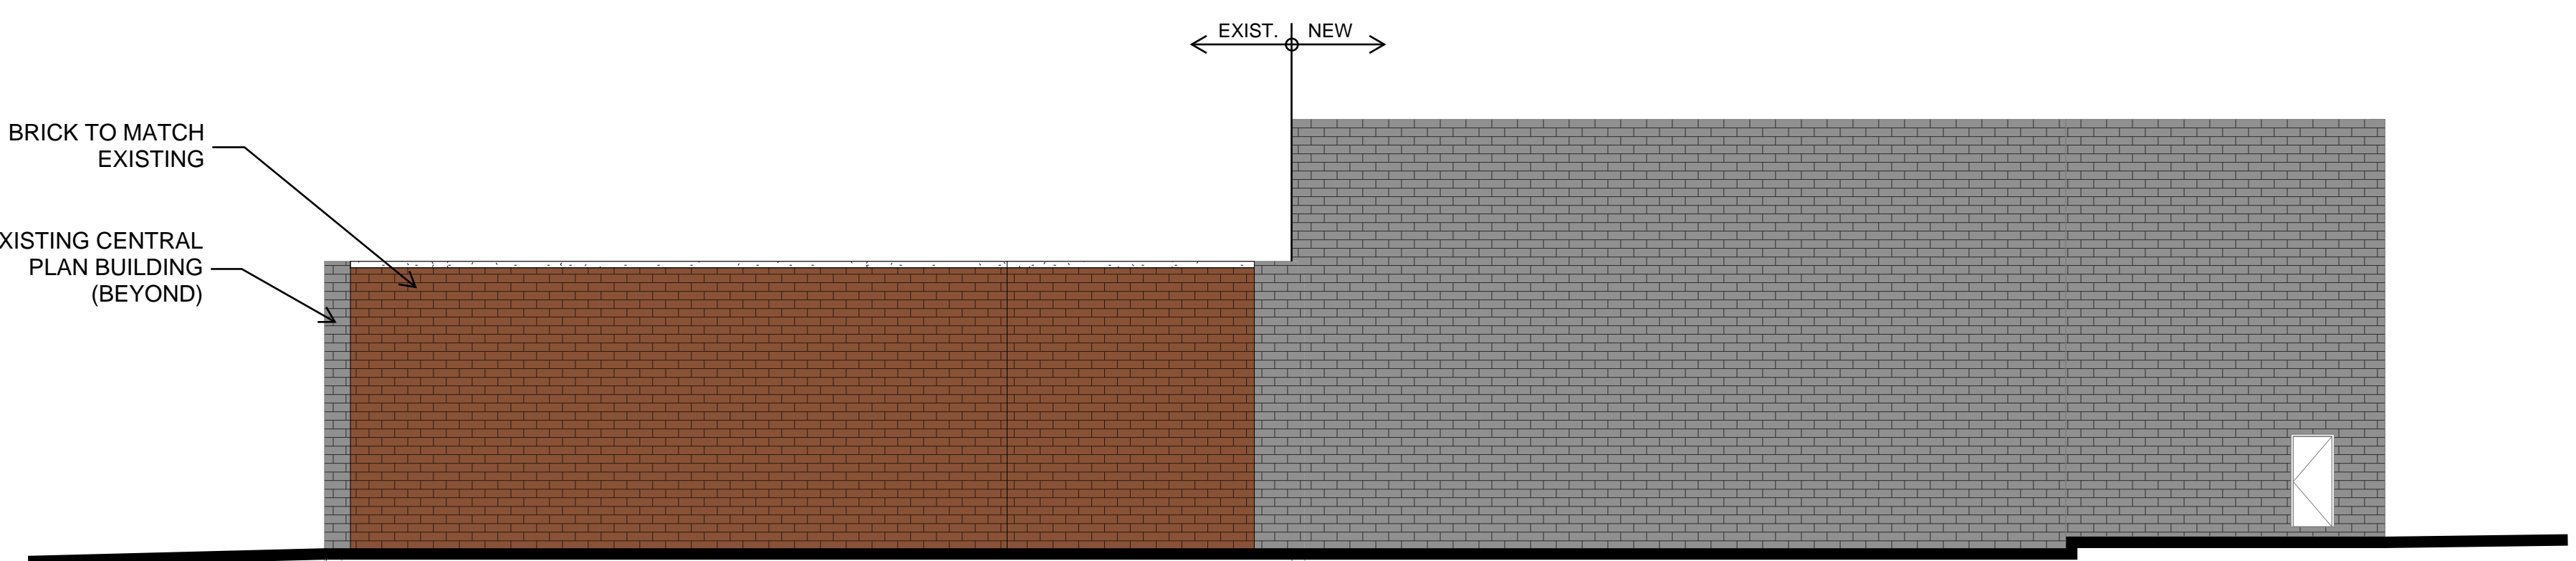 EXIST. NEW
BRICK TO MATCH
EXISTING
XISTING CENTRAL
PLAN BUILDING
(BEYOND)